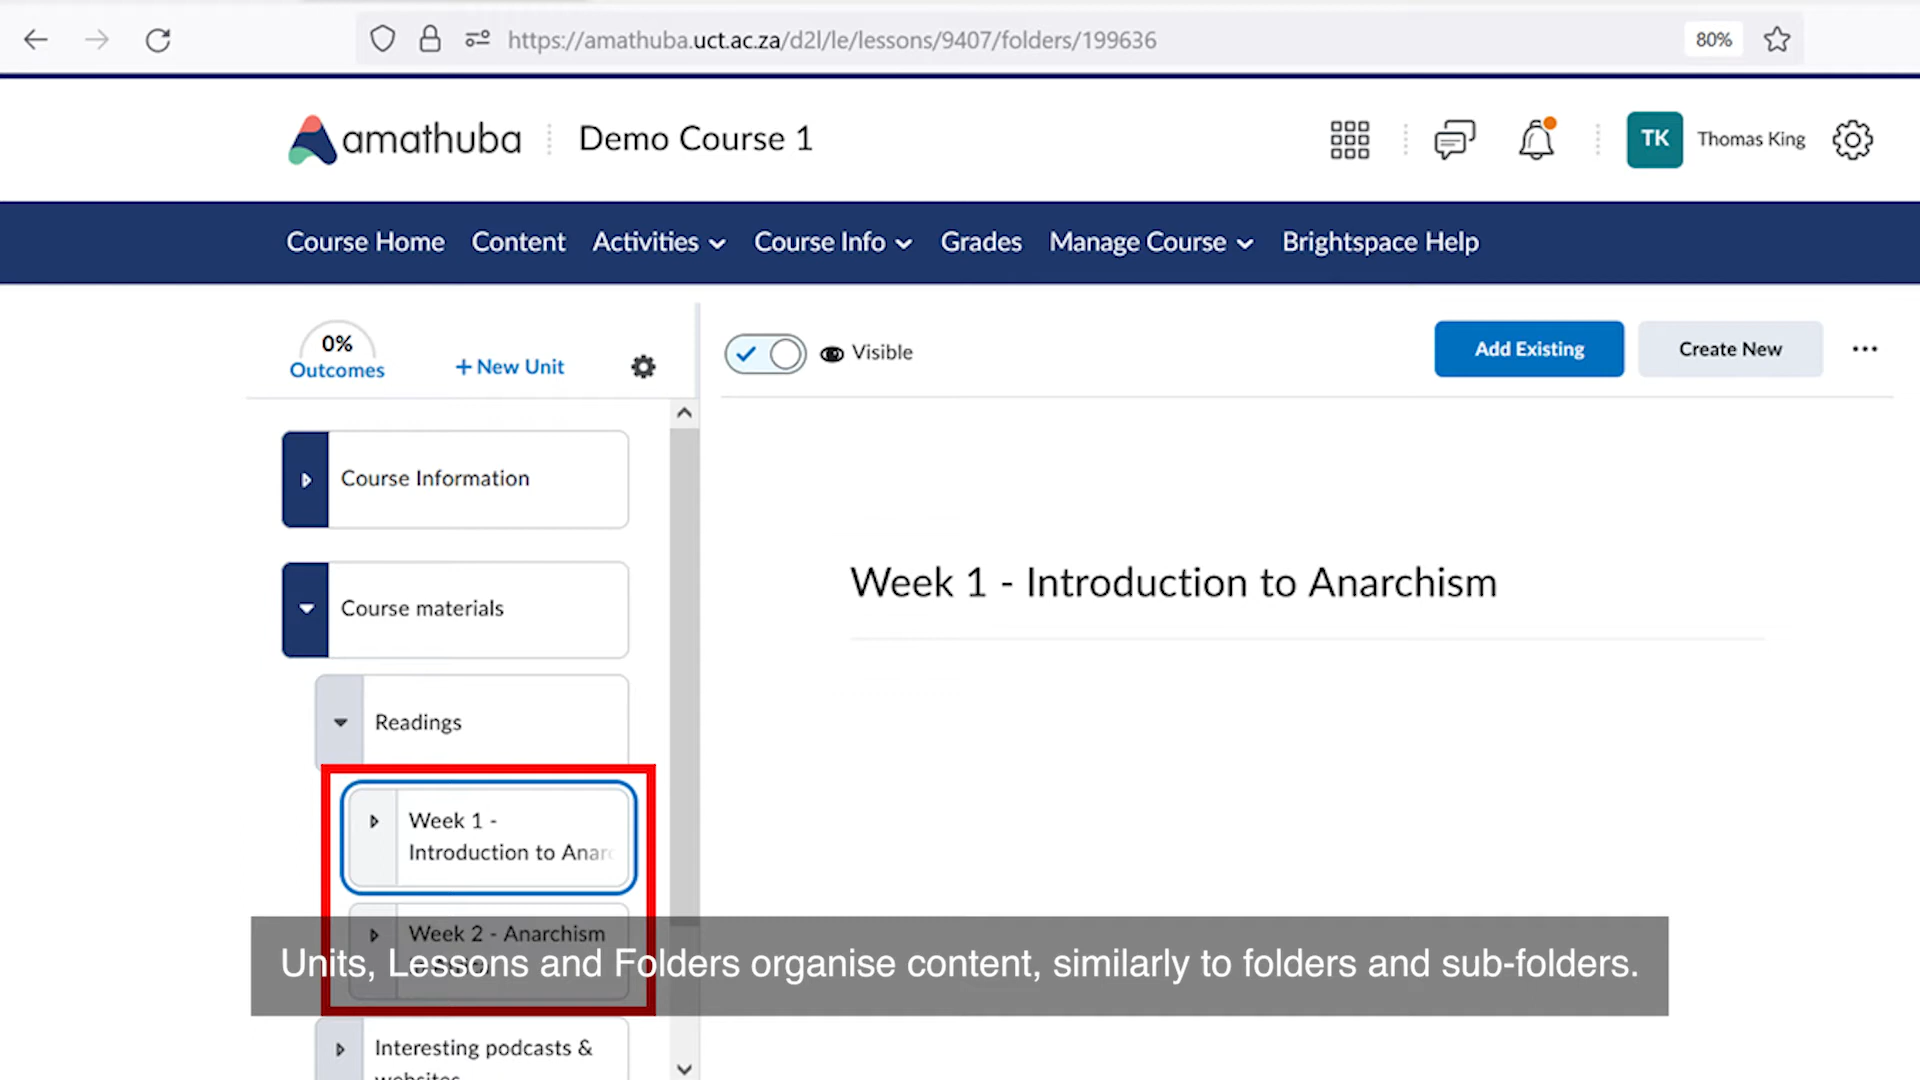 https://amathuba.uct.ac.za/d2l/le/lessons/9407/folders/199636
80%
amathuba
Demo Course 1
TK
Thomas King
Course Home
Content
Activities
Course Info
Grades
Manage Course
Brightspace Help
0%
Outcomes
+ New Unit
Visible
Add Existing
Create New
Course Information
Course materials
Readings
Week 1 -
Introduction to Anarc
Week 2 - Anarchism
Interesting podcasts &
websites
Week 1 - Introduction to Anarchism
Units, Lessons and Folders organise content, similarly to folders and sub-folders.